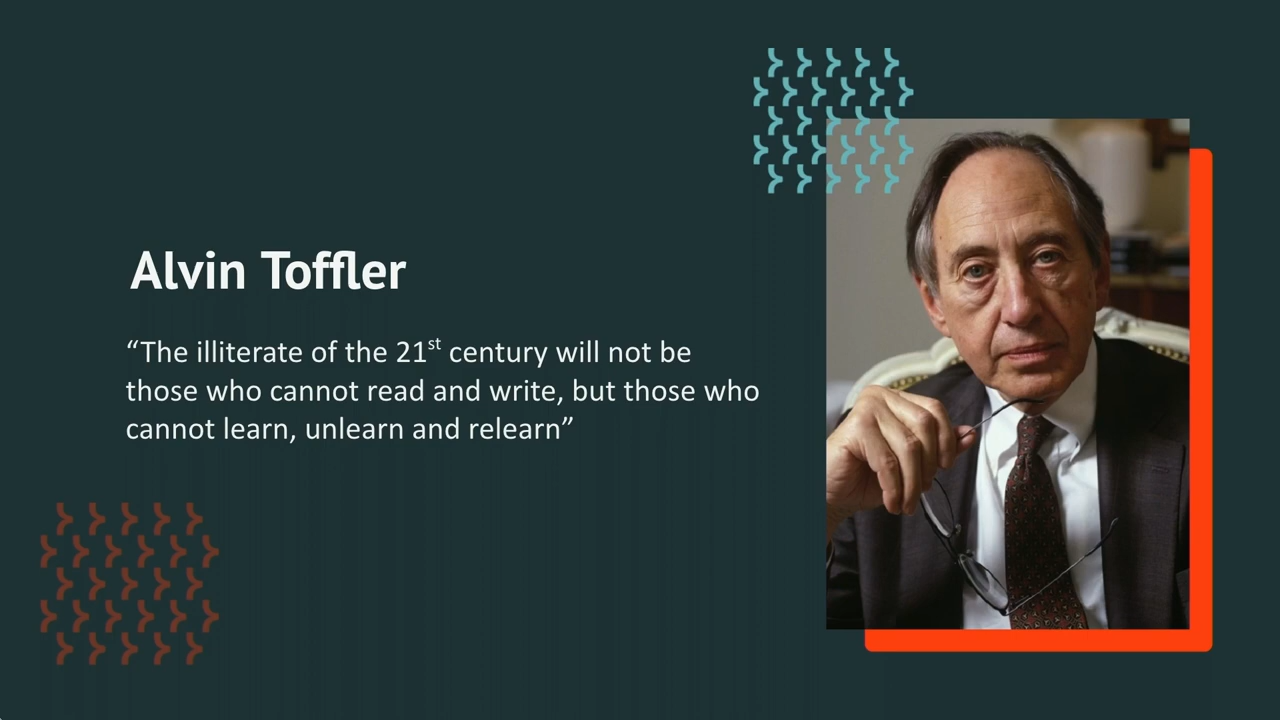 Alvin Toffler
“The illiterate of the 21st century will not be
those who cannot read and write, but those who
cannot learn, unlearn and relearn”